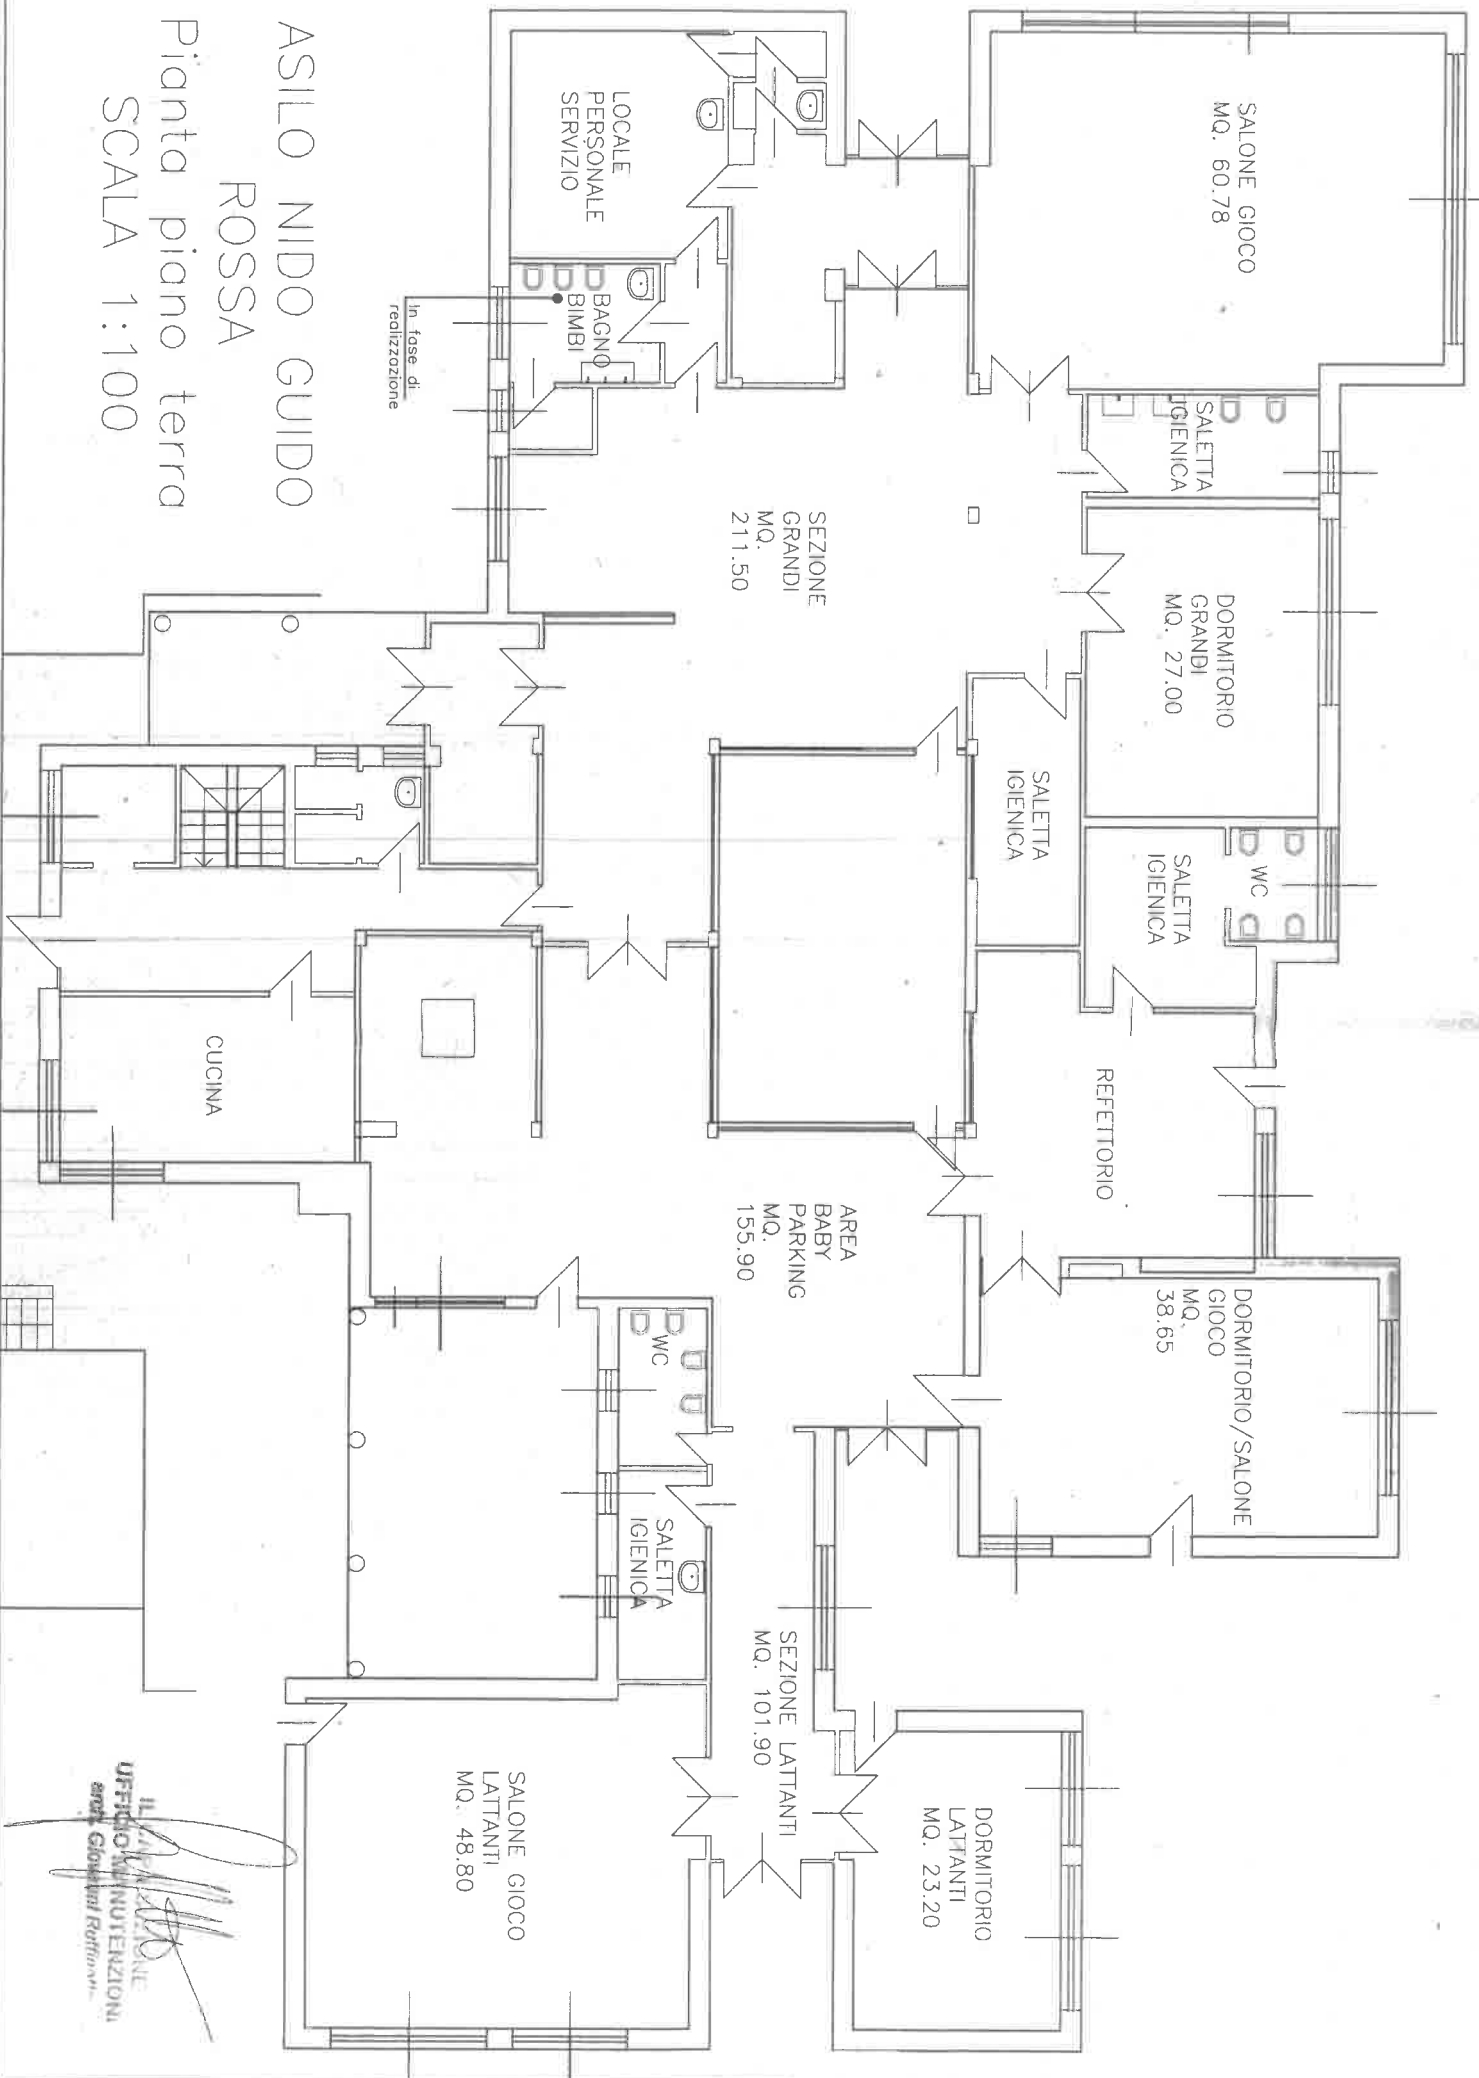 ASILO NIDO GUIDO
ROSSA
Pianta piano terra
SCALA 1:100
SALONE GIOCO
MQ. 60.78
LOCALE
PERSONALE
SERVIZIO
BAGNO
BIMBI
In fase di
realizzazione
SALETTA
IGIENICA
SEZIONE
GRANDI
MQ.
211.50
DORMITORIO
GRANDI
MQ. 27.00
SALETTA
IGIENICA
WC
SALETTA
IGIENICA
REFETTORIO
CUCINA
AREA
BABY
PARKING
MQ.
155.90
DORMITORIO/SALONE
GIOCO
MQ.
38.65
WC
SALETTA
IGIENICA
SEZIONE LATTANTI
MQ. 101.90
DORMITORIO
LATTANTI
MQ. 23.20
SALONE GIOCO
LATTANTI
MQ. 48.80
IL
UFFICIO MANUTENZIONI
arch. Giovanni